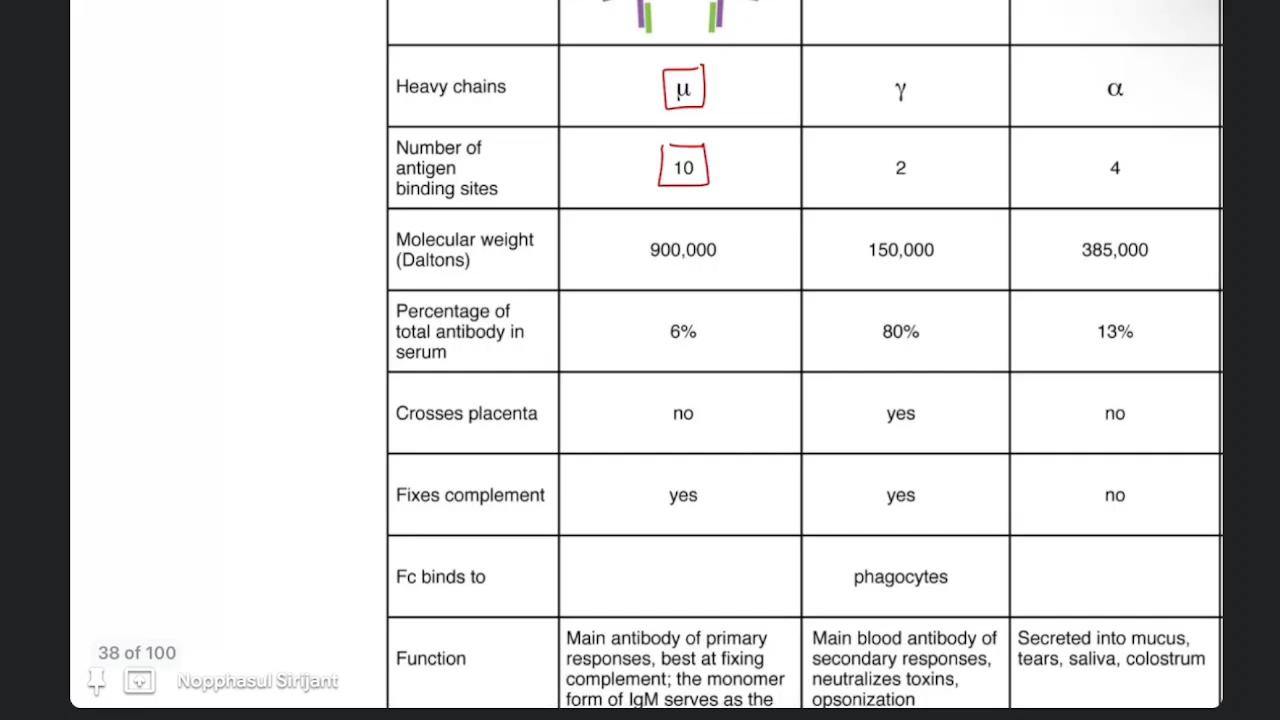 Heavy chains
μ
γ
α
Number of
antigen
binding sites
10
2
4
Molecular weight
(Daltons)
900,000
150,000
385,000
Percentage of
total antibody in
serum
6%
80%
13%
Crosses placenta
no
yes
no
Fixes complement
yes
yes
no
Fc binds to
phagocytes
Function
Main antibody of primary
responses, best at fixing
complement; the monomer
form of IgM serves as the
Main blood antibody of
secondary responses,
neutralizes toxins,
opsonization
Secreted into mucus,
tears, saliva, colostrum
38 of 100
Nopphasul Sirijant